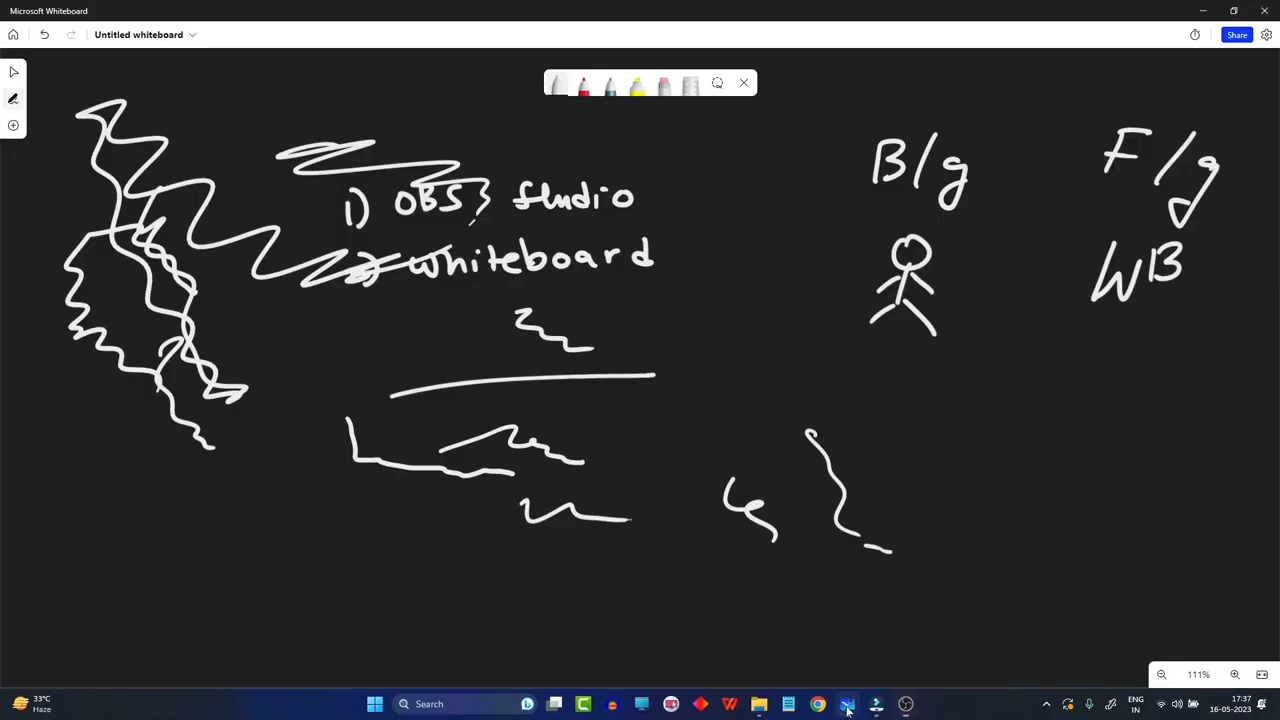 Microsoft Whiteboard
Untitled whiteboard
Share
1) OBS studio
2) whiteboard
B/g
F/g
WB
111%
33°C
Haze
Search
ENG
IN
17:37
16-05-2023